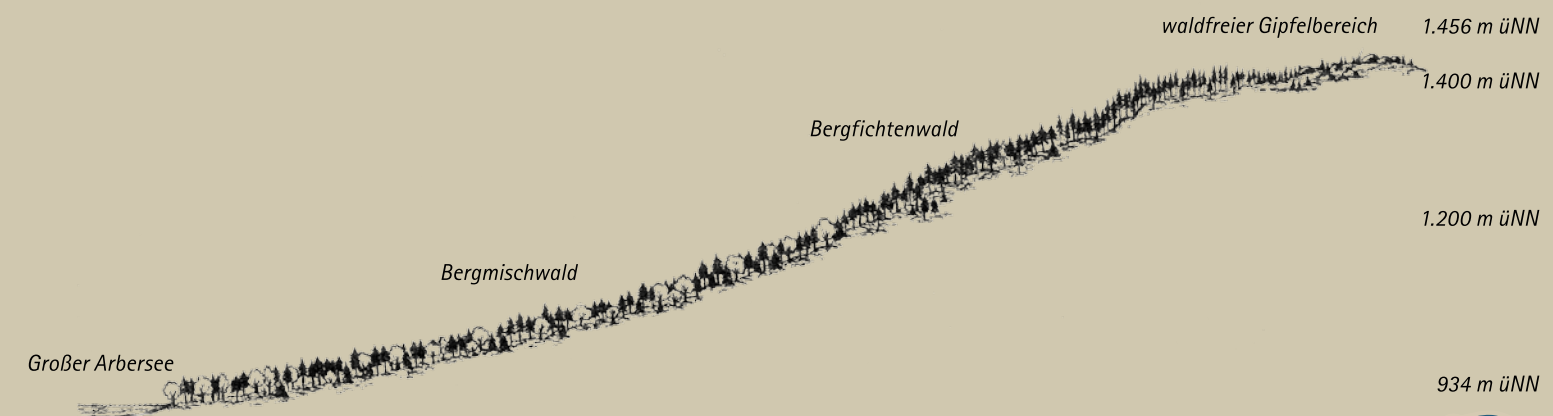 waldfreier Gipfelbereich 1.456 m üNN
1.400 m üNN
Bergfichtenwald
1.200 m üNN
Bergmischwald
Großer Arbersee
934 m üNN